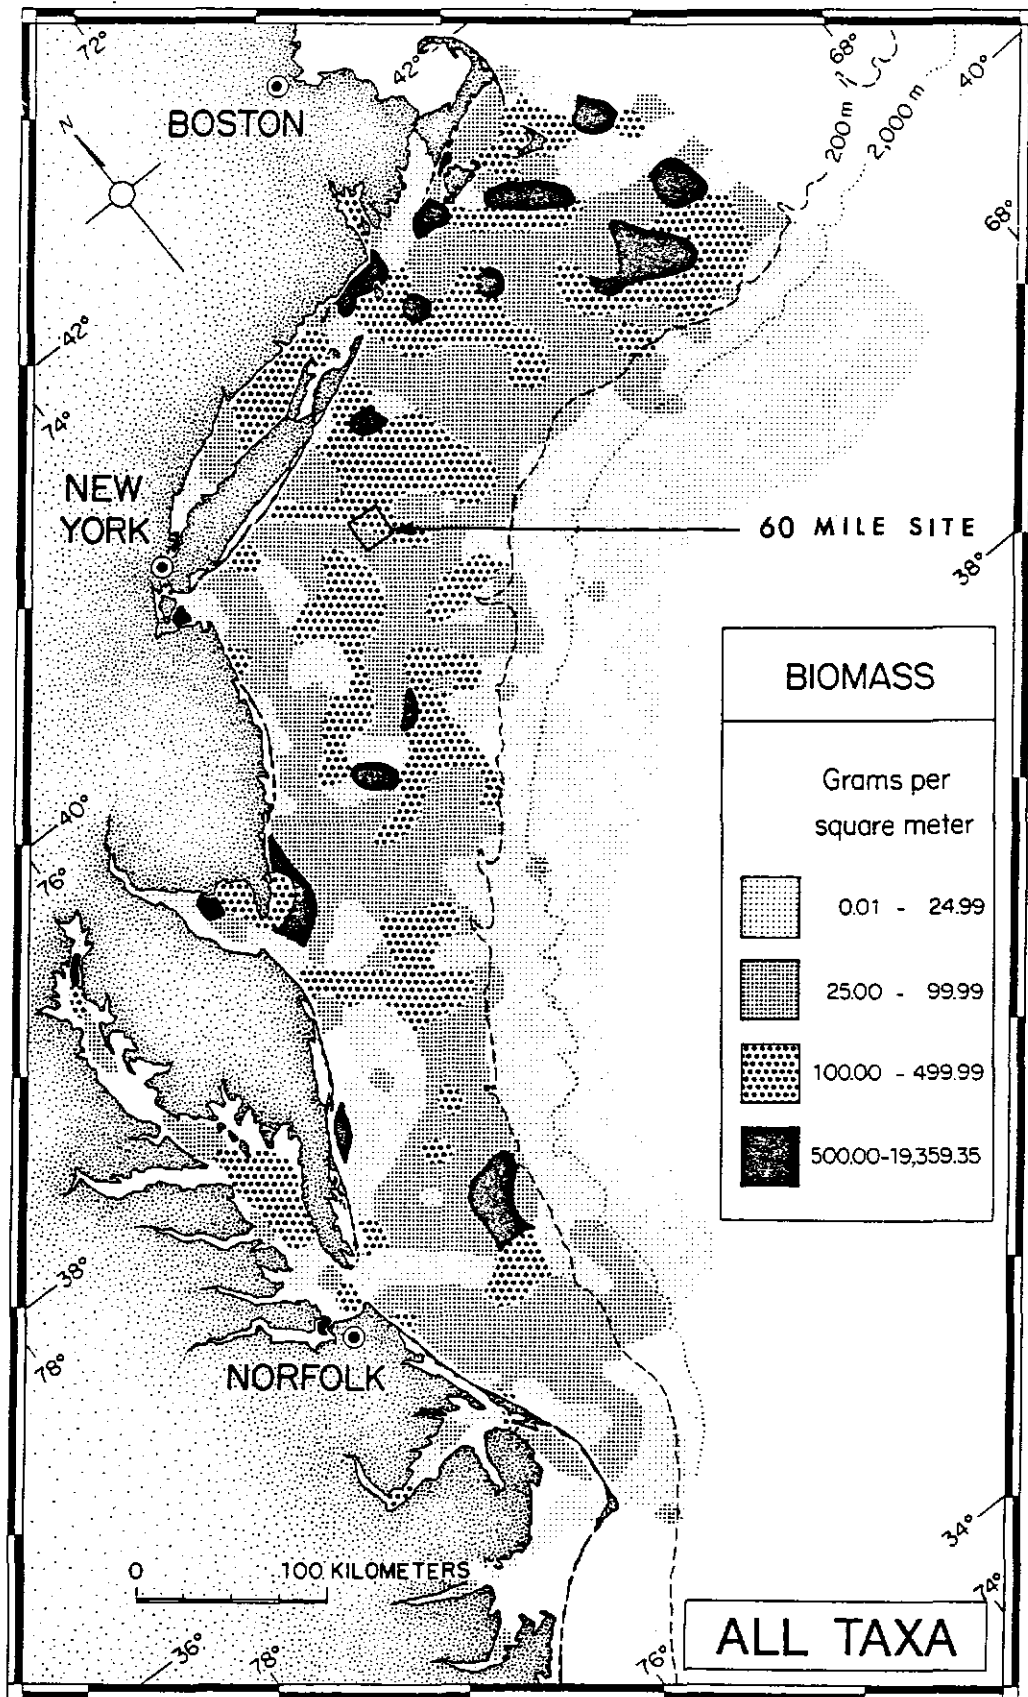 72°
42°
68°
40°
BOSTON
N
200 m
2,000 m
68°
42°
74°
NEW
YORK
60 MILE SITE
38°
BIOMASS
Grams per
square meter
0.01 - 24.99
25.00 - 99.99
100.00 - 499.99
500.00-19,359.35
40°
76°
38°
78°
NORFOLK
34°
74°
0 100 KILOMETERS
36°
78°
76°
ALL TAXA